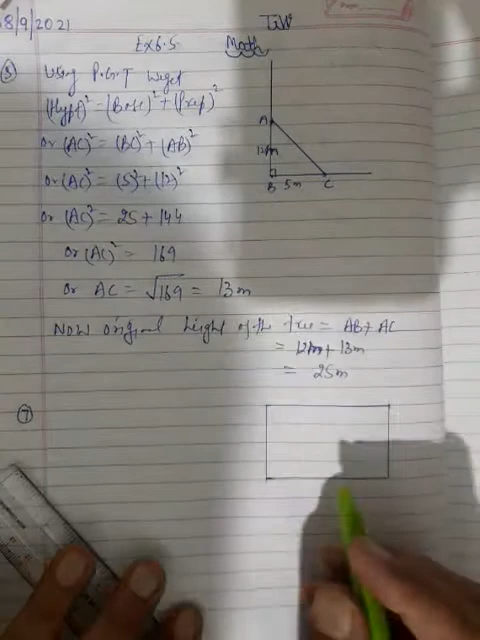 8/9/2021
Ex 6.5
Math
Using P.G.T we get
(Hyp)² = (Base)² + (Perp)²
Or (AC)² = (BC)² + (AB)²
Or (AC)² = (5)² + (12)²
Or (AC)² = 25 + 144
Or (AC)² = 169
Or AC = √169 = 13m
A
12m
B 5m C
Now original height of the tree = AB + AC
= 12m + 13m
= 25m
7